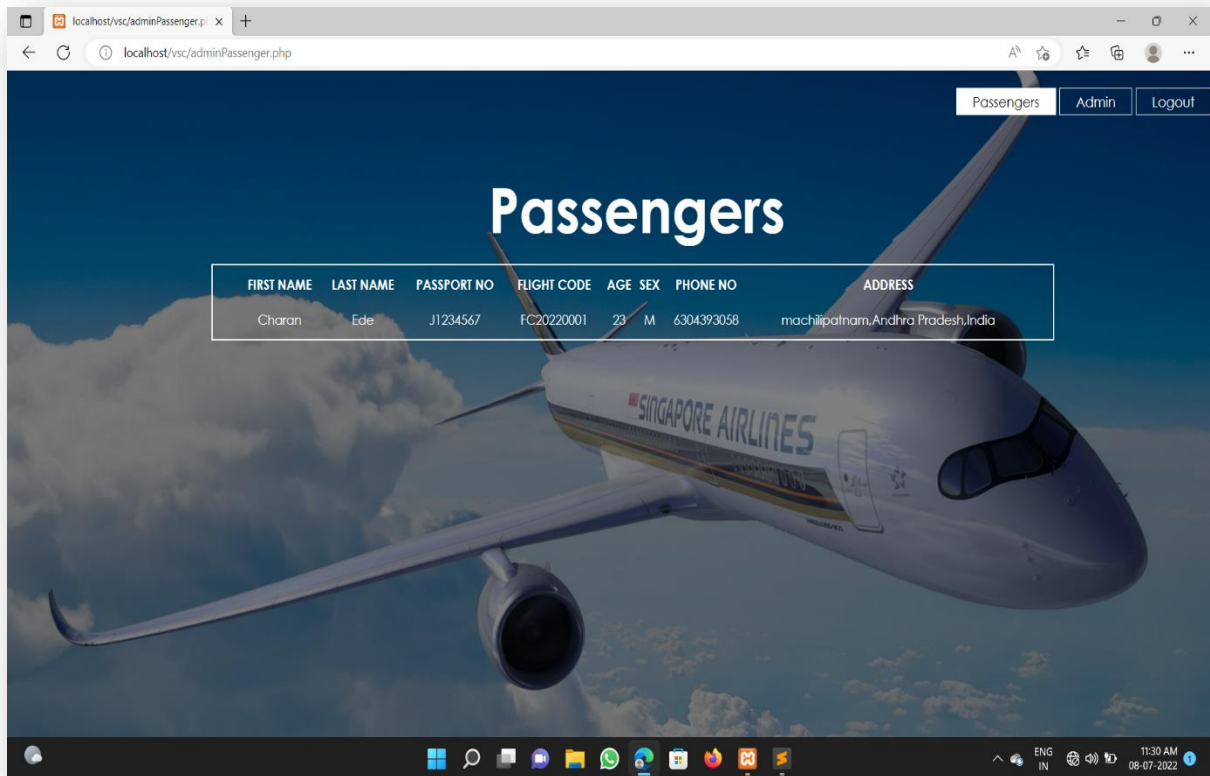 localhost/vsc/adminPassenger.p
localhost/vsc/adminPassenger.php
Passengers Admin Logout
Passengers
FIRST NAME LAST NAME PASSPORT NO FLIGHT CODE AGE SEX PHONE NO ADDRESS
Charan Ede J1234567 FC20220001 23 M 6304393058 machilipatnam,Andhra Pradesh,India
SINGAPORE AIRLINES
ENG
IN
11:30 AM
08-07-2022
1